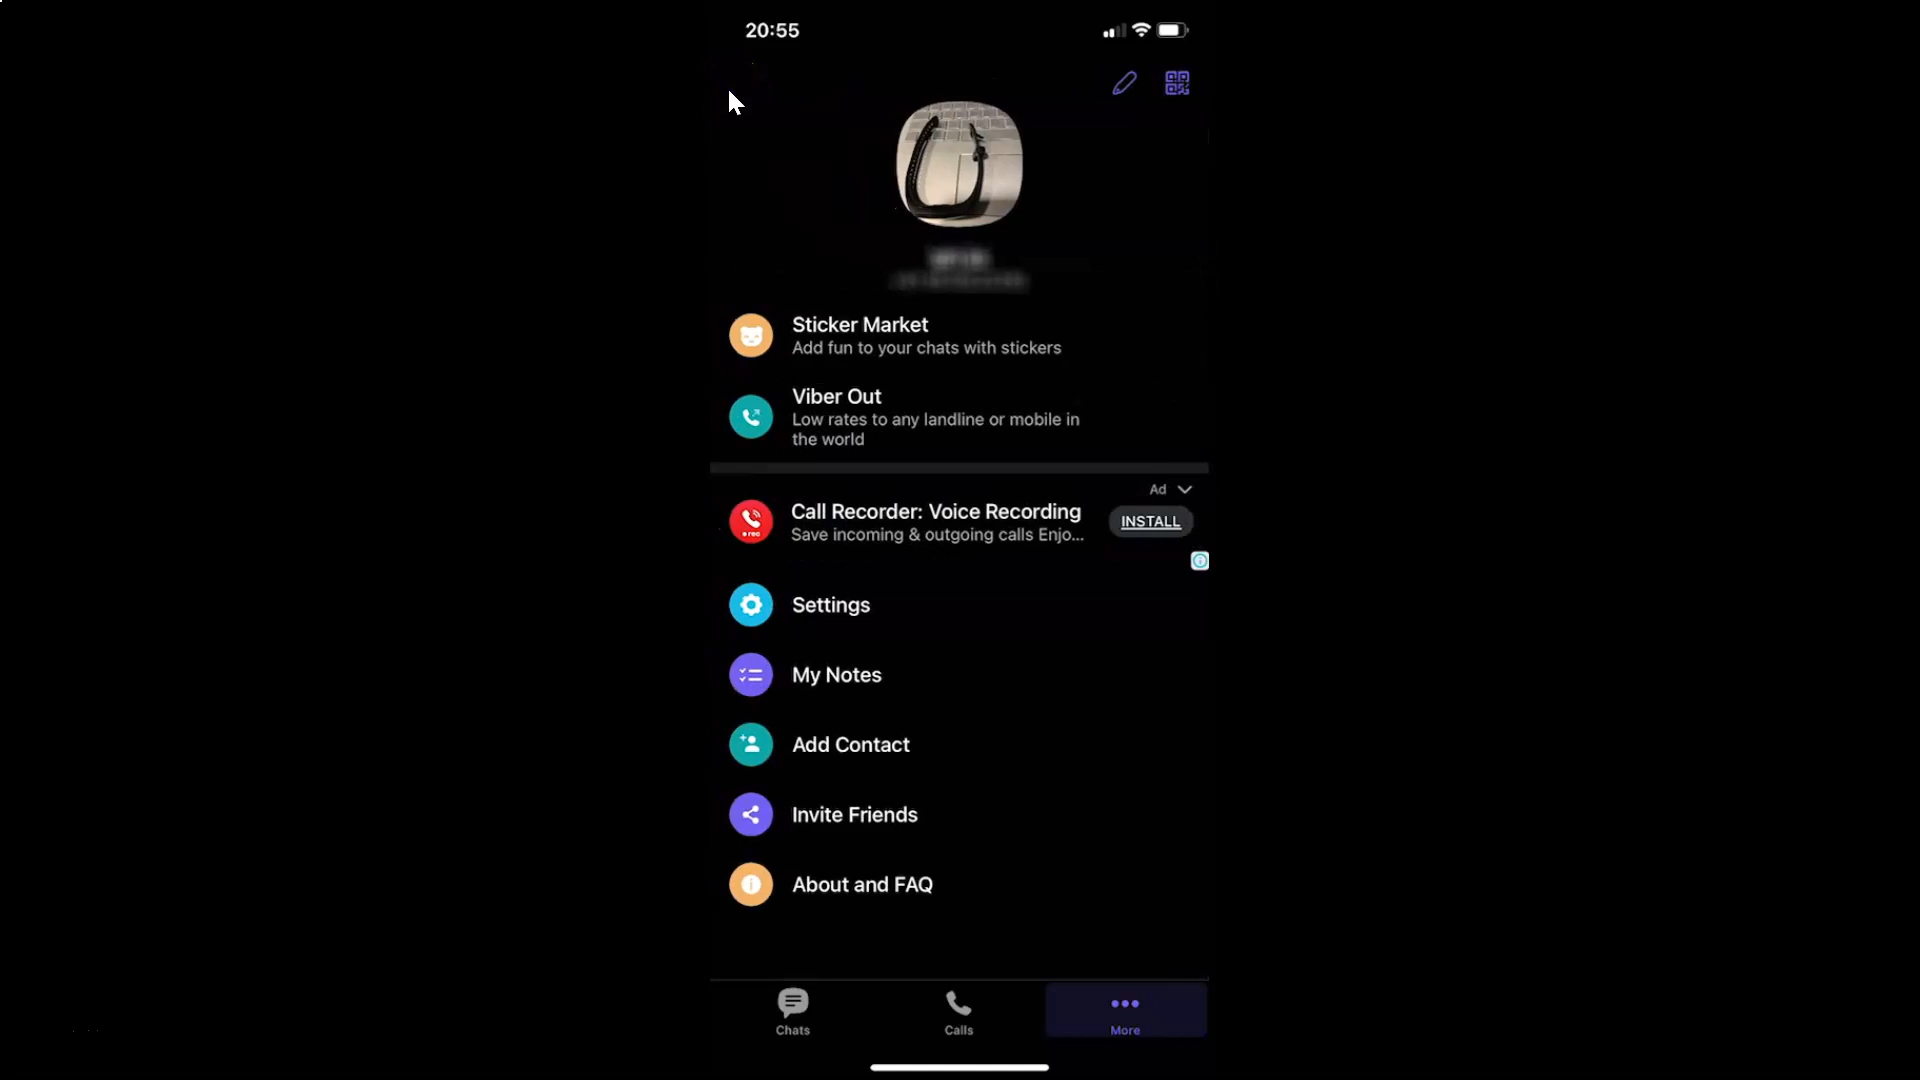 20:55
Sticker Market
Add fun to your chats with stickers
Viber Out
Low rates to any landline or mobile in
the world
Ad
Call Recorder: Voice Recording
Save incoming & outgoing calls Enjo...
INSTALL
Settings
My Notes
Add Contact
Invite Friends
About and FAQ
Chats
Calls
More